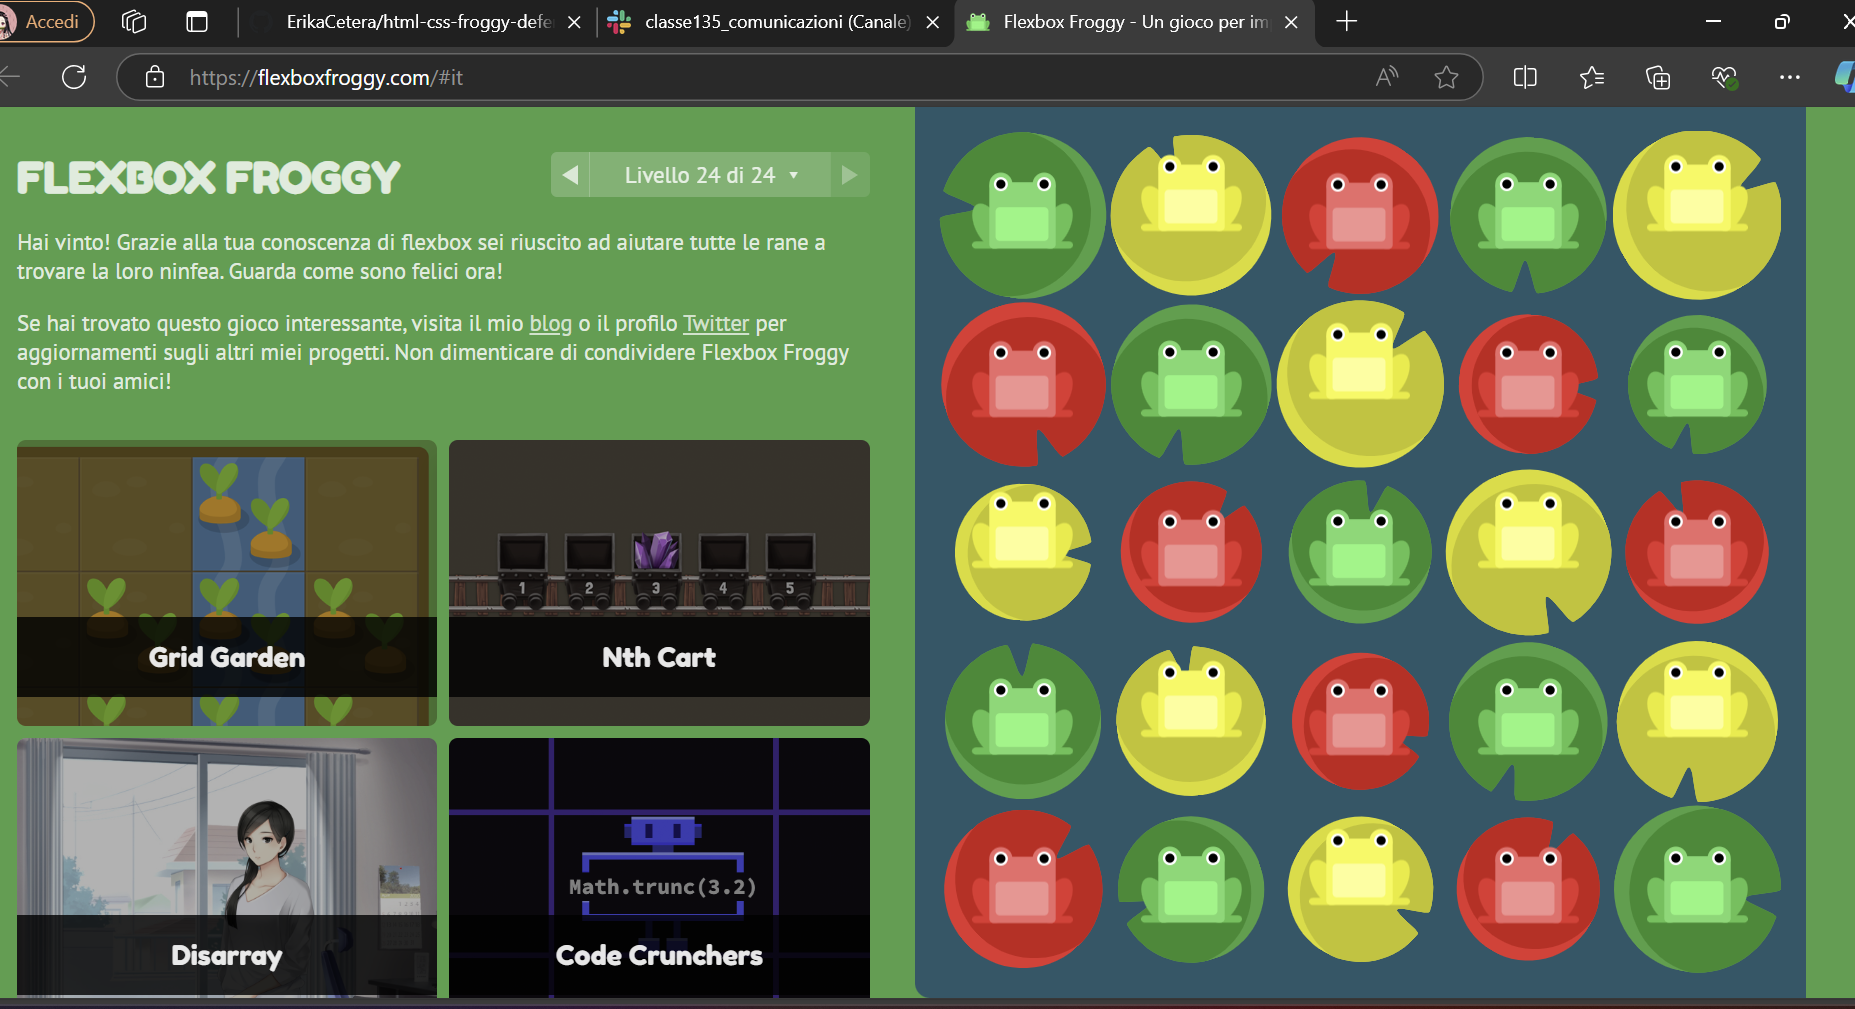 Accedi
ErikaCetera/html-css-froggy-defe
classe135_comunicazioni (Canale)
Flexbox Froggy - Un gioco per im
https://flexboxfroggy.com/#it
FLEXBOX FROGGY
Livello 24 di 24
Hai vinto! Grazie alla tua conoscenza di flexbox sei riuscito ad aiutare tutte le rane a
trovare la loro ninfea. Guarda come sono felici ora!
Se hai trovato questo gioco interessante, visita il mio blog o il profilo Twitter per
aggiornamenti sugli altri miei progetti. Non dimenticare di condividere Flexbox Froggy
con i tuoi amici!
1 2 3 4 5
Grid Garden
Nth Cart
Math.trunc(3.2)
Disarray
Code Crunchers